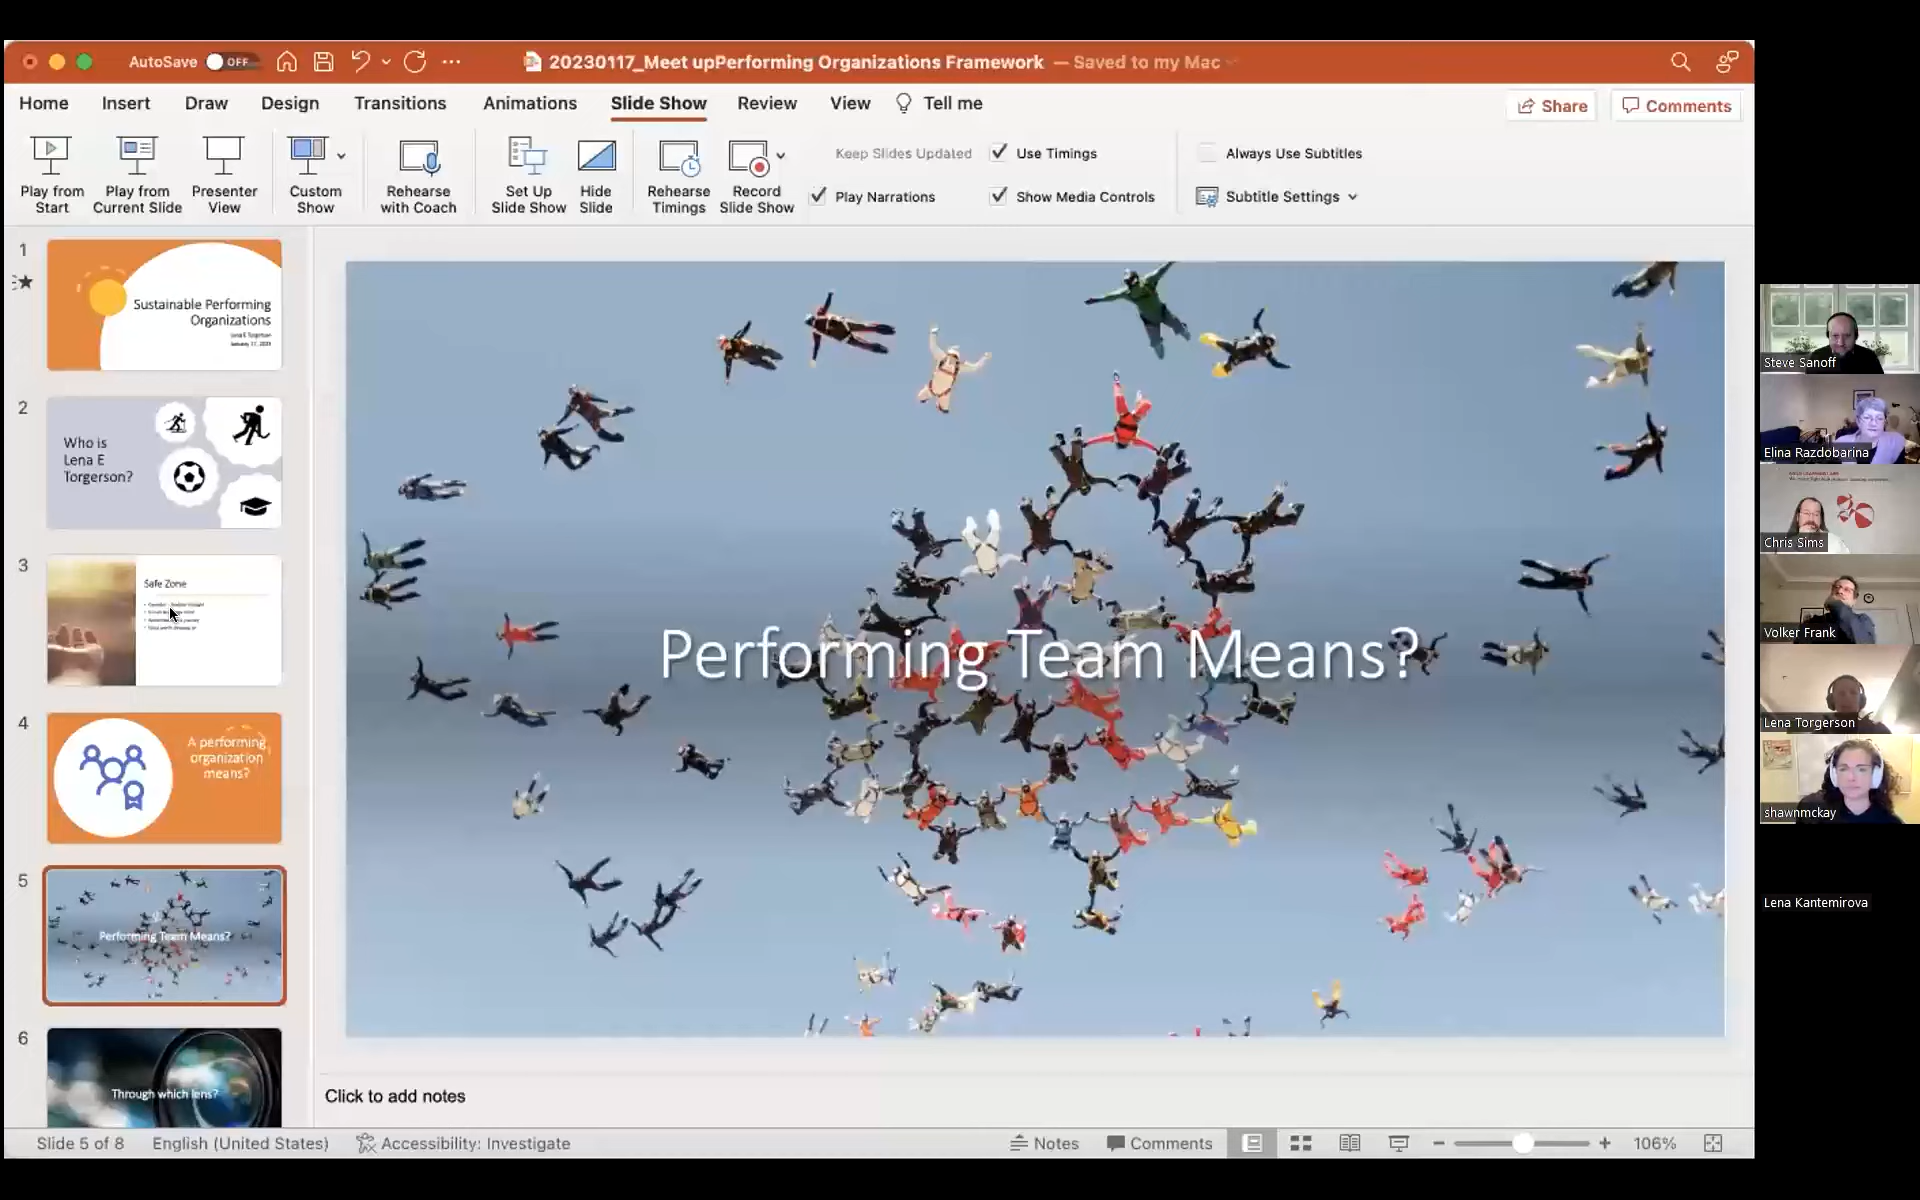 AutoSave OFF
20230117_Meet upPerforming Organizations Framework — Saved to my Mac
Home Insert Draw Design Transitions Animations Slide Show Review View Tell me
Share Comments
Play from Start
Play from Current Slide
Presenter View
Custom Show
Rehearse with Coach
Set Up Slide Show
Hide Slide
Rehearse Timings
Record Slide Show
Keep Slides Updated
Play Narrations
Use Timings
Show Media Controls
Always Use Subtitles
Subtitle Settings
1
Sustainable Performing
Organizations
Lena E Torgerson
January 17, 2023
2
Who is
Lena E
Torgerson?
3
Safe Zone
4
A performing
organization
means?
5
Performing Team Means?
6
Through which lens?
Performing Team Means?
Click to add notes
Slide 5 of 8 English (United States) Accessibility: Investigate
Notes Comments 106%
Steve Sanoff
Elina Razdobarina
Chris Sims
Volker Frank
Lena Torgerson
shawnmckay
Lena Kantemirova